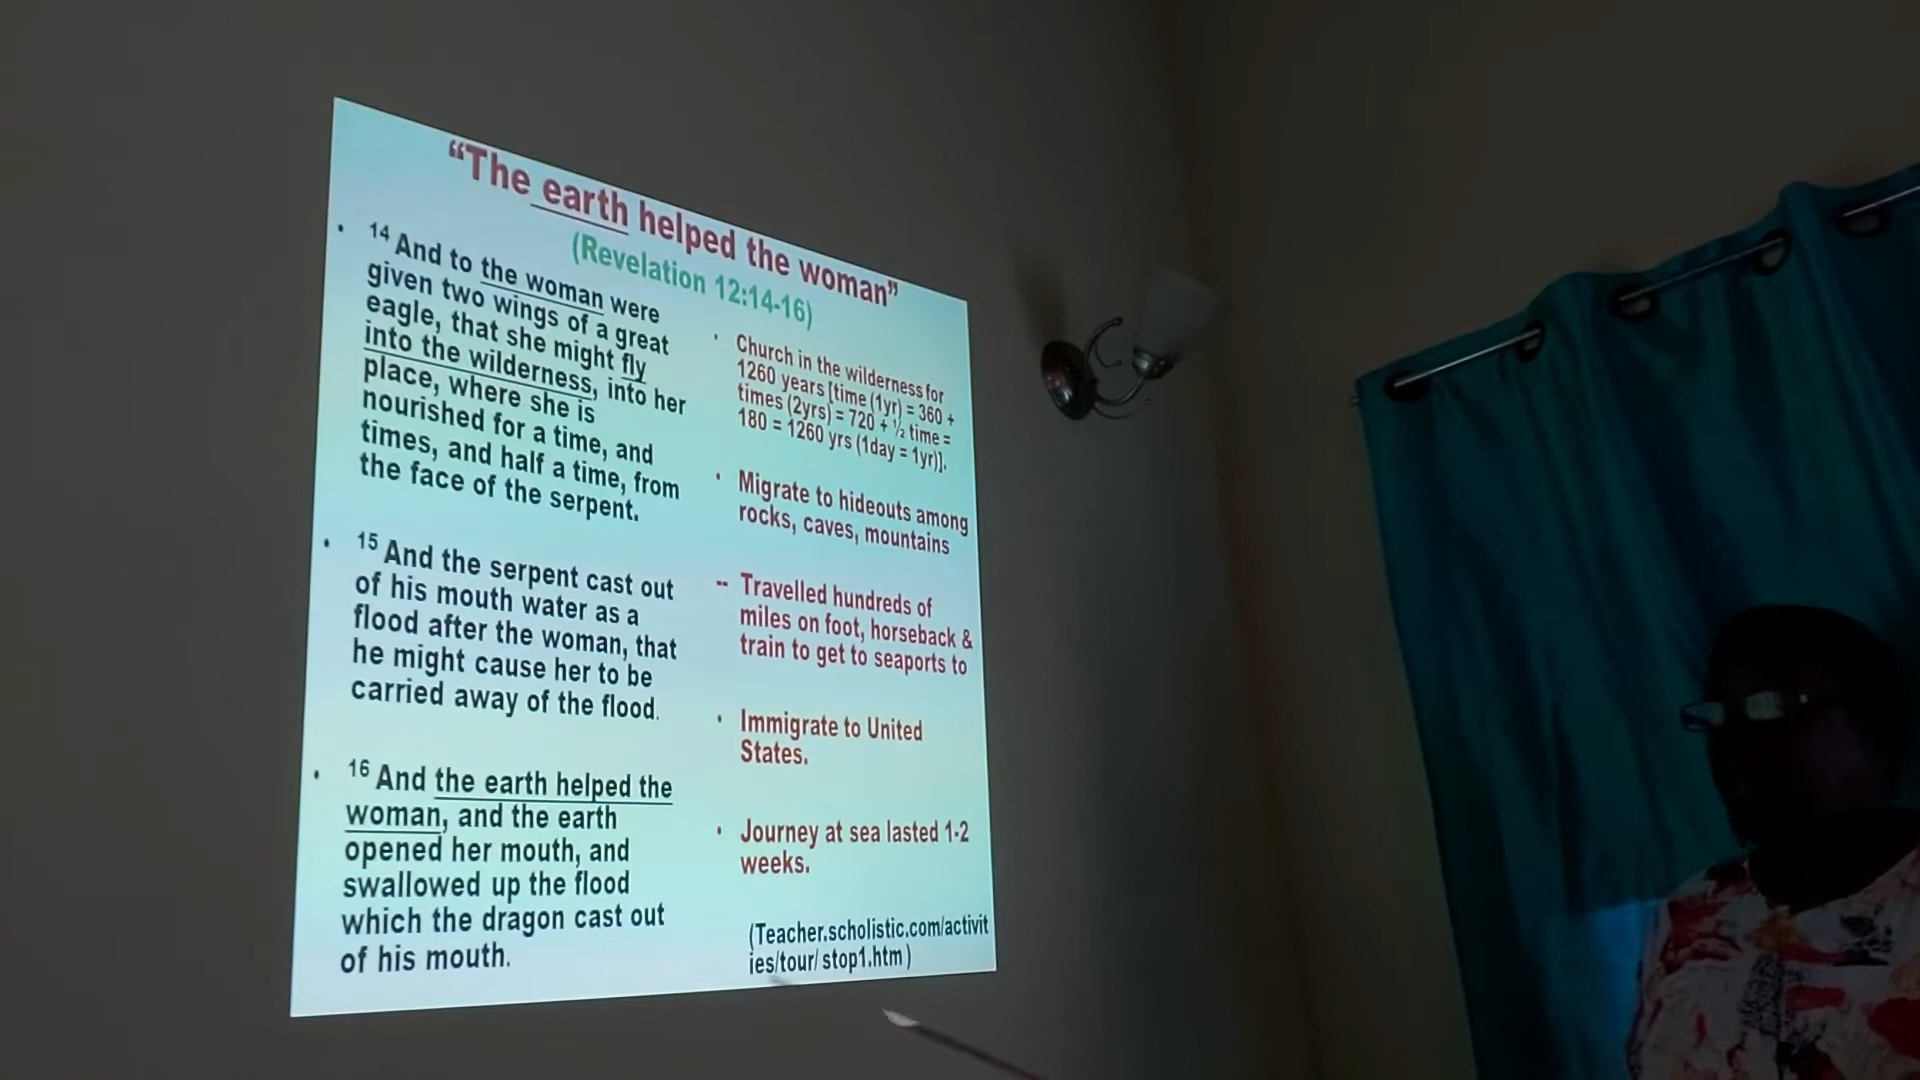 “The earth helped the woman”
(Revelation 12:14-16)
• 14 And to the woman were
given two wings of a great
eagle, that she might fly
into the wilderness, into her
place, where she is
nourished for a time, and
times, and half a time, from
the face of the serpent.
• 15 And the serpent cast out
of his mouth water as a
flood after the woman, that
he might cause her to be
carried away of the flood.
• 16 And the earth helped the
woman, and the earth
opened her mouth, and
swallowed up the flood
which the dragon cast out
of his mouth.
• Church in the wilderness for
1260 years [time (1yr) = 360 +
times (2yrs) = 720 + ½ time =
180 = 1260 yrs (1day = 1yr)].
• Migrate to hideouts among
rocks, caves, mountains
-- Travelled hundreds of
miles on foot, horseback &
train to get to seaports to
• Immigrate to United
States.
• Journey at sea lasted 1-2
weeks.
(Teacher.scholistic.com/activit
ies/tour/ stop1.htm )